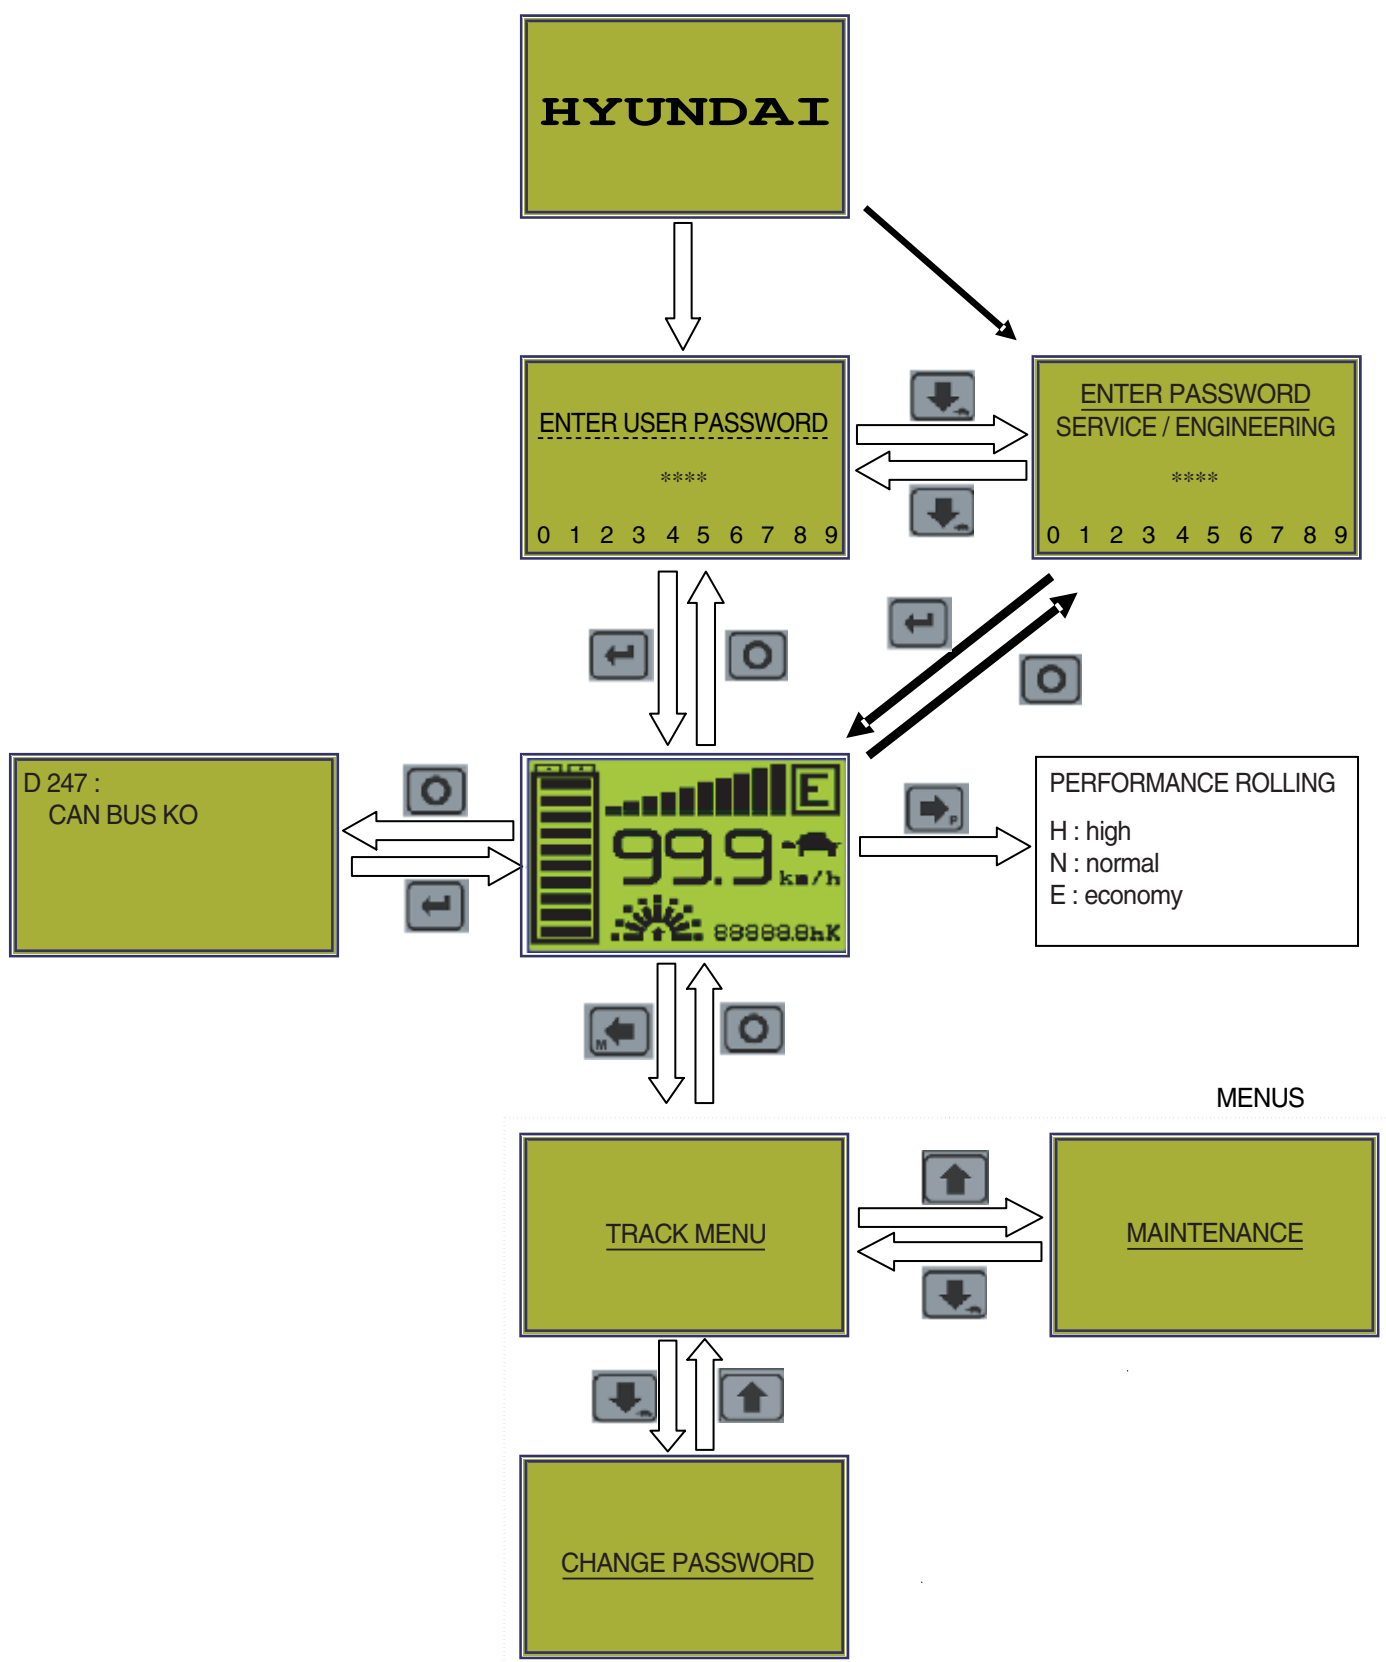 HYUNDAI
ENTER USER PASSWORD
****
0 1 2 3 4 5 6 7 8 9
ENTER PASSWORD
SERVICE / ENGINEERING
****
0 1 2 3 4 5 6 7 8 9
D 247 :
CAN BUS KO
E
99.9
km/h
88888.8hK
P
PERFORMANCE ROLLING
H : high
N : normal
E : economy
M
MENUS
TRACK MENU
MAINTENANCE
CHANGE PASSWORD